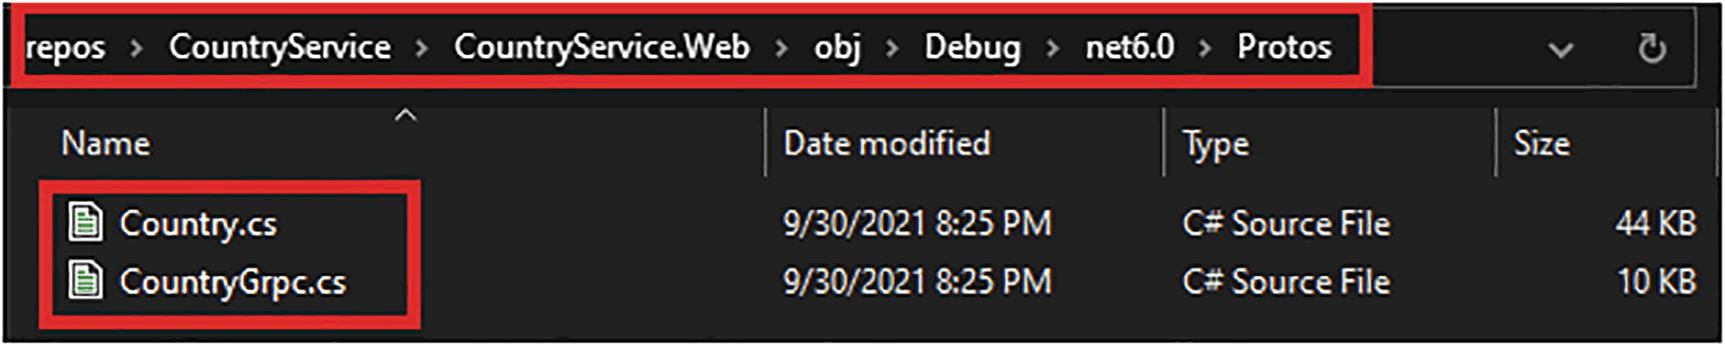 repos > CountryService > CountryService.Web > obj > Debug > net6.0 > Protos
Name Date modified Type Size
Country.cs 9/30/2021 8:25 PM C# Source File 44 KB
CountryGrpc.cs 9/30/2021 8:25 PM C# Source File 10 KB